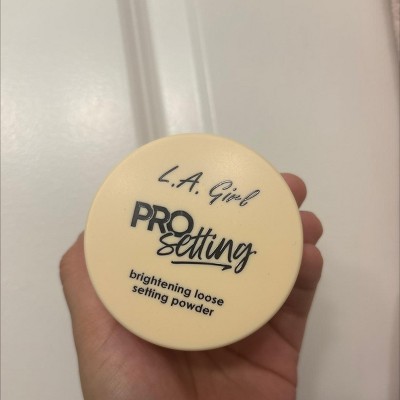 L.A. Girl
PRO
setting
brightening loose
setting powder